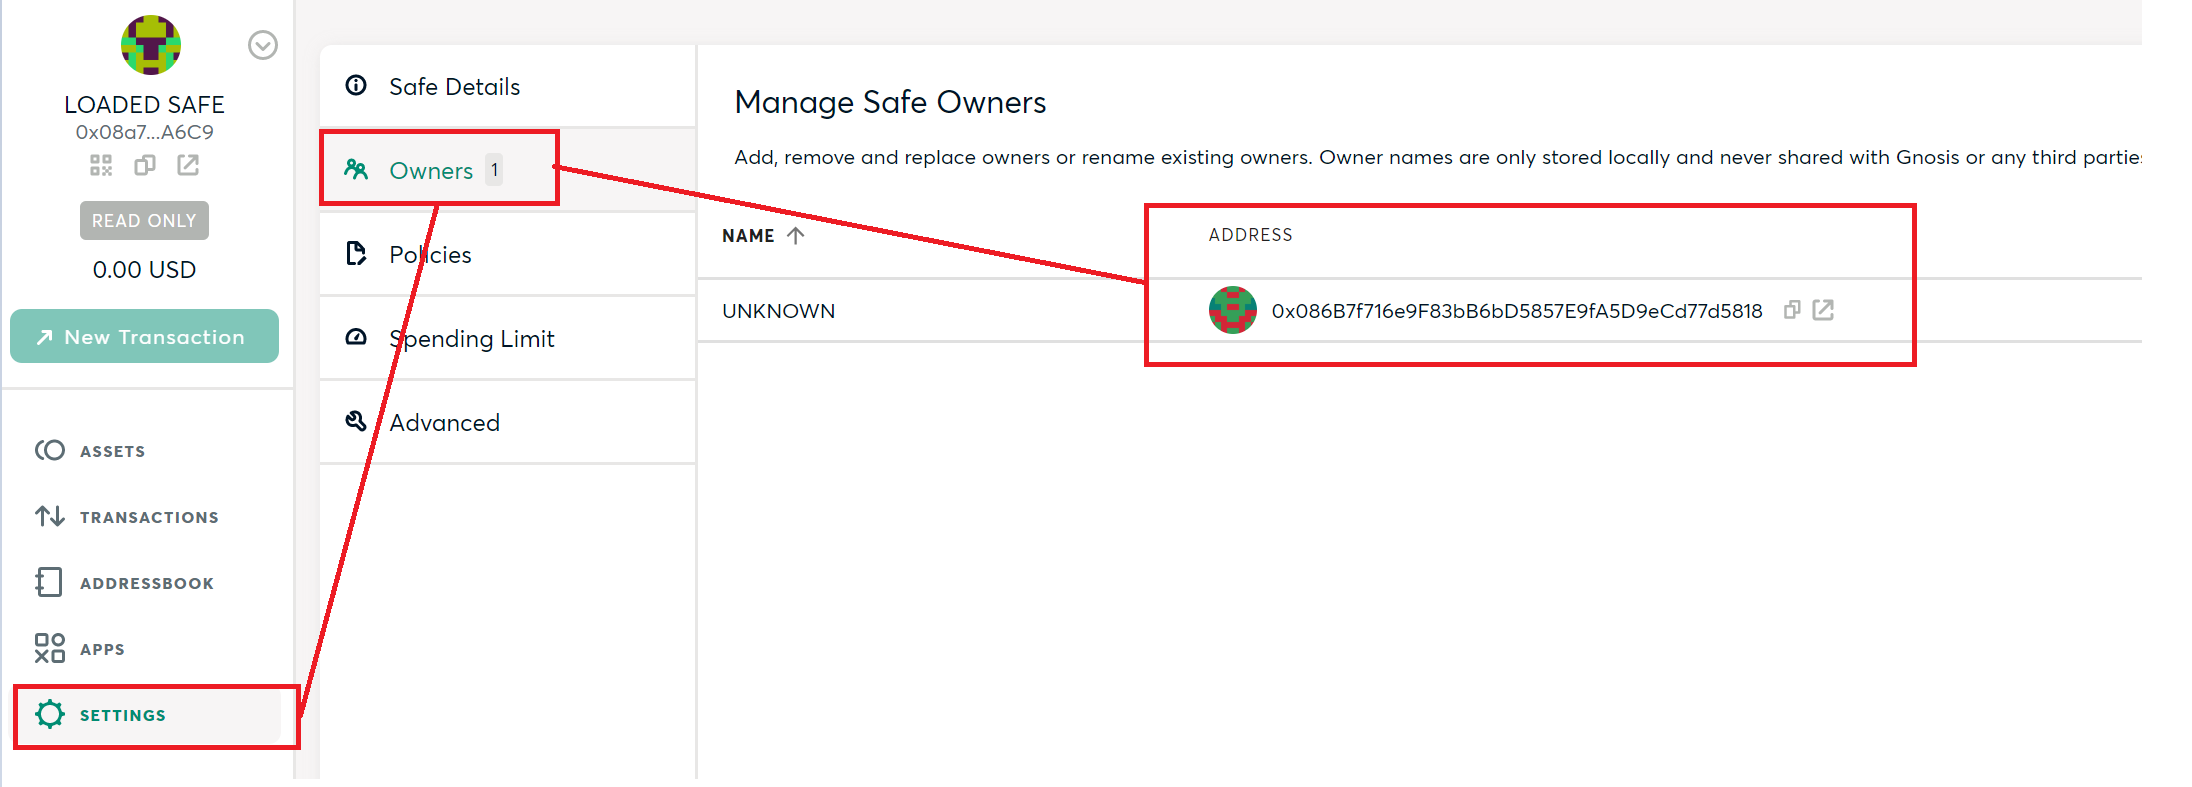 LOADED SAFE
0x08a7...A6C9
READ ONLY
0.00 USD
New Transaction
ASSETS
TRANSACTIONS
ADDRESSBOOK
APPS
SETTINGS
Safe Details
Owners 1
Policies
Spending Limit
Advanced
Manage Safe Owners
Add, remove and replace owners or rename existing owners. Owner names are only stored locally and never shared with Gnosis or any third partie
NAME ADDRESS
UNKNOWN 0x086B7f716e9F83bB6bD5857E9fA5D9eCd77d5818